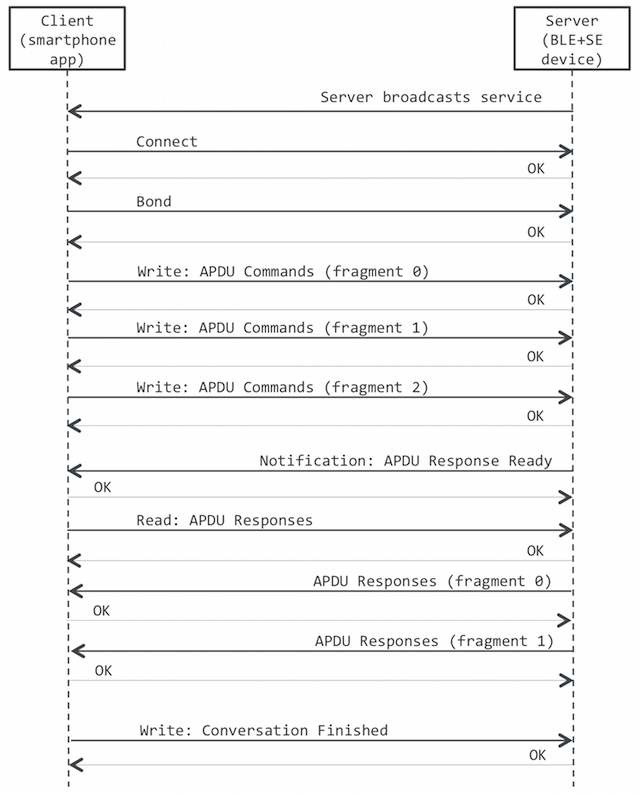 Client
(smartphone
app)
Server
(BLE+SE
device)
Server broadcasts service
Connect
OK
Bond
OK
Write: APDU Commands (fragment 0)
OK
Write: APDU Commands (fragment 1)
OK
Write: APDU Commands (fragment 2)
OK
Notification: APDU Response Ready
OK
Read: APDU Responses
OK
APDU Responses (fragment 0)
OK
APDU Responses (fragment 1)
OK
Write: Conversation Finished
OK